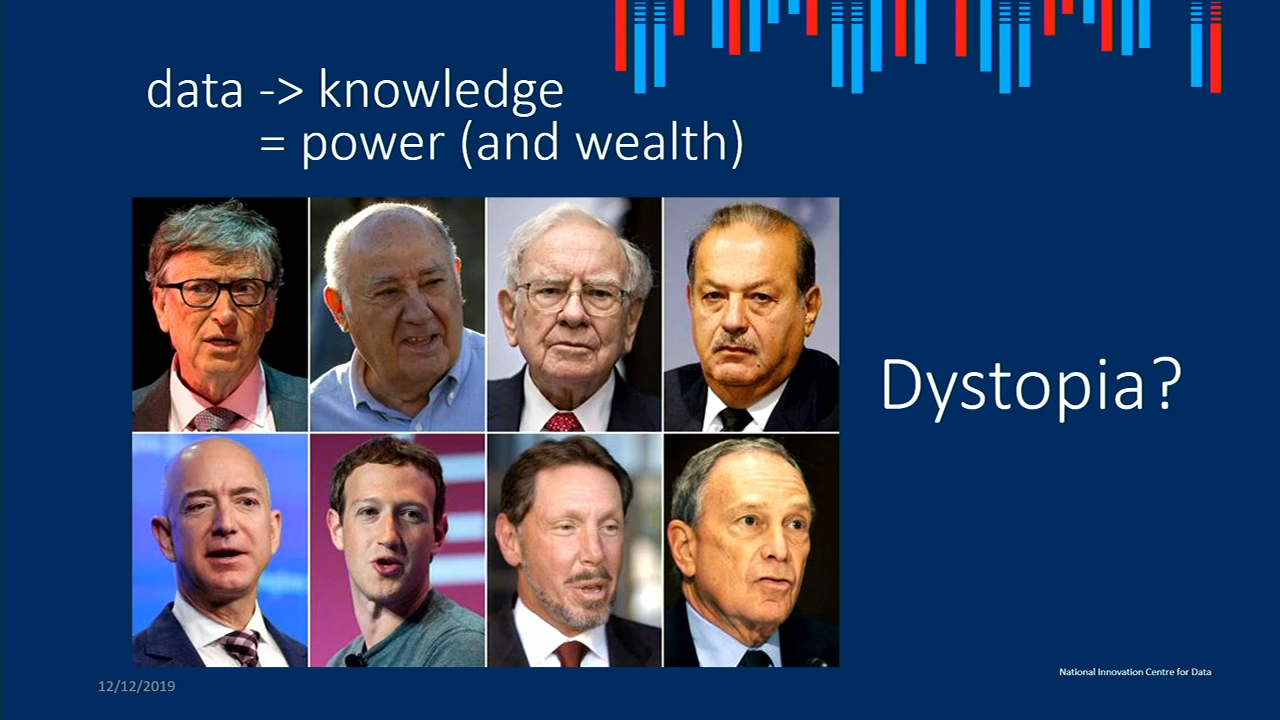 data -> knowledge
= power (and wealth)
Dystopia?
National Innovation Centre for Data
12/12/2019